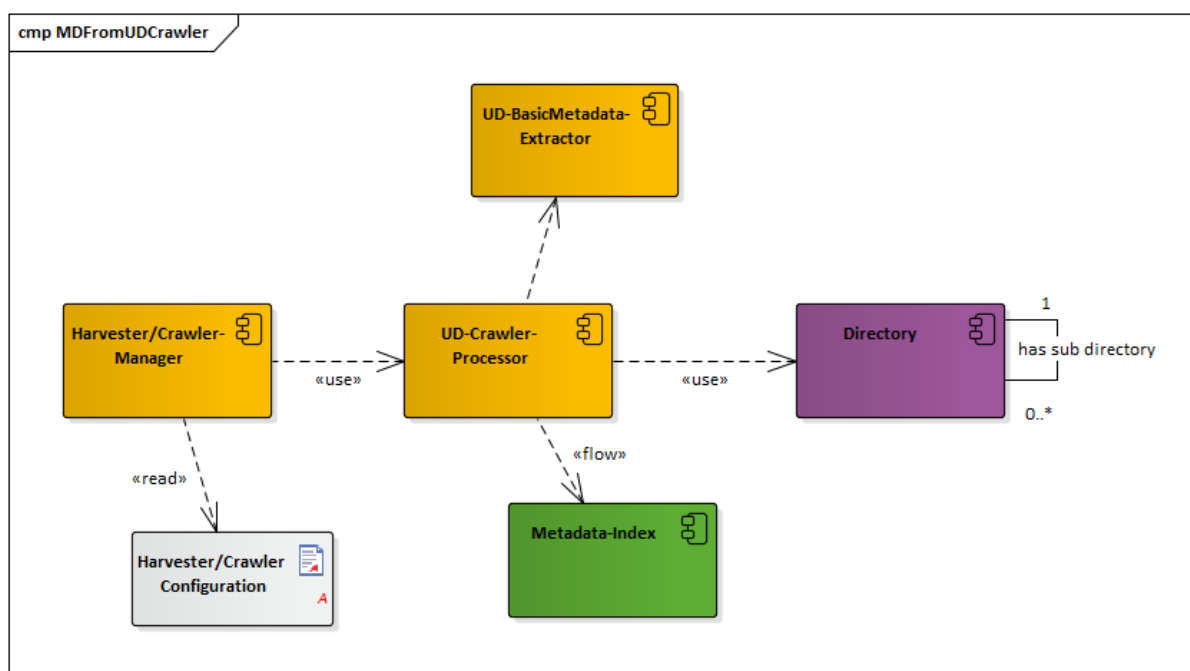 cmp MDFromUDCrawler
UD-BasicMetadata-
Extractor
Harvester/Crawler-
Manager
UD-Crawler-
Processor
Directory
1
has sub directory
0..*
«use»
«use»
«read»
«flow»
Harvester/Crawler
Configuration
A
Metadata-Index